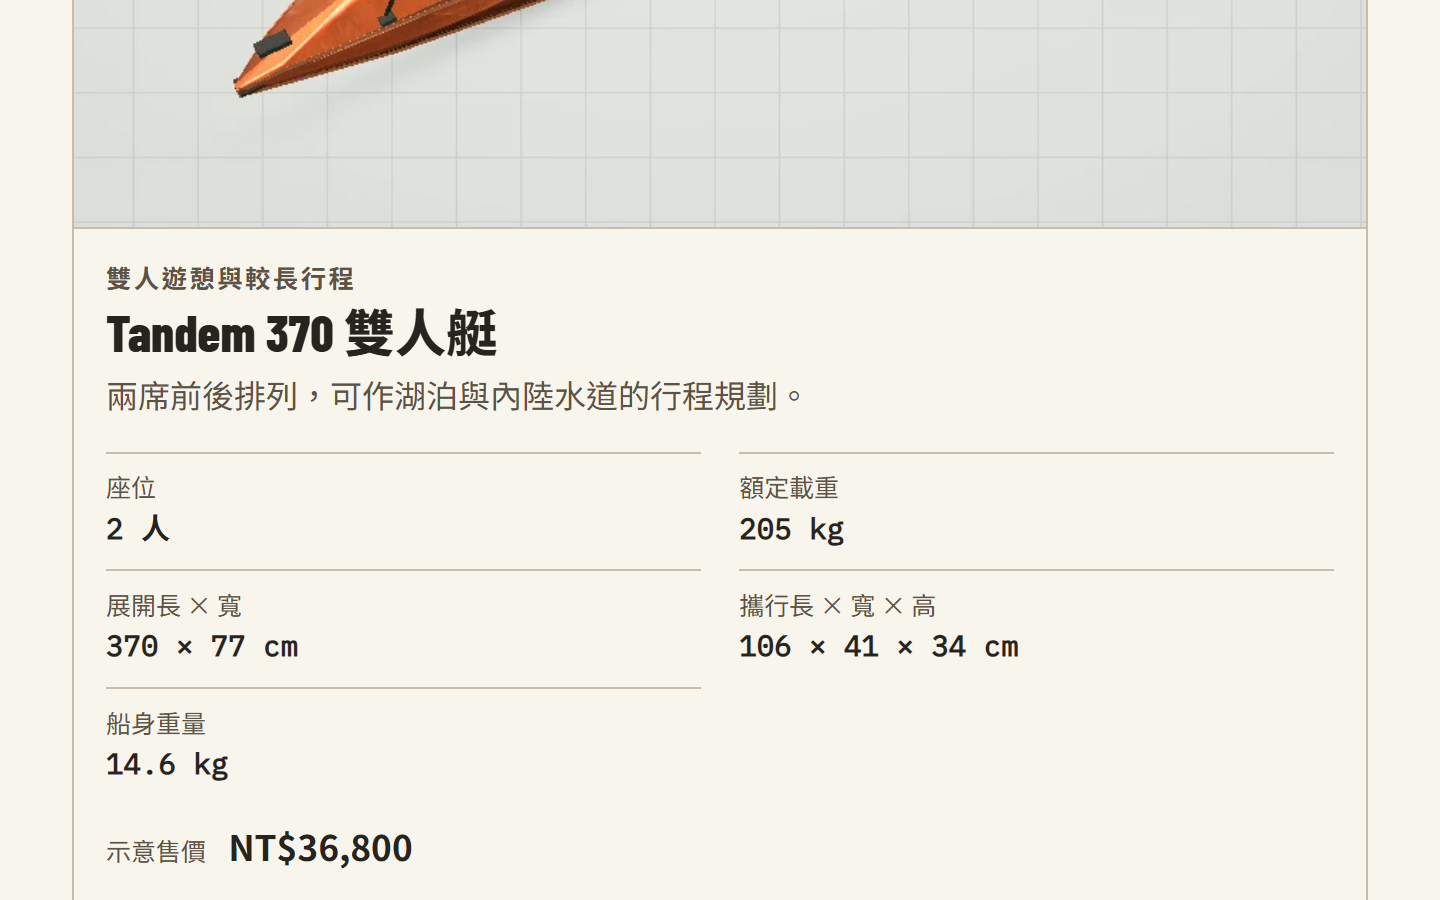 雙人遊憩與較長行程
Tandem 370 雙人艇
兩席前後排列，可作湖泊與內陸水道的行程規劃。
座位
2 人
額定載重
205 kg
展開長 × 寬
370 × 77 cm
攜行長 × 寬 × 高
106 × 41 × 34 cm
船身重量
14.6 kg
示意售價 NT$36,800